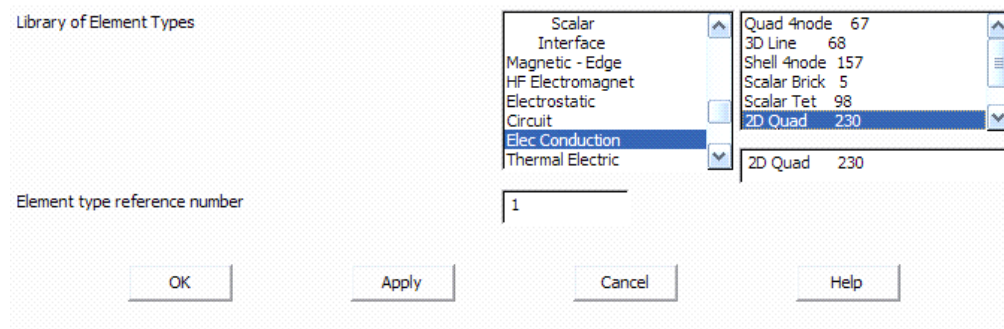 Library of Element Types
Scalar
Interface
Magnetic - Edge
HF Electromagnet
Electrostatic
Circuit
Elec Conduction
Thermal Electric
Quad 4node 67
3D Line 68
Shell 4node 157
Scalar Brick 5
Scalar Tet 98
2D Quad 230
2D Quad 230
Element type reference number
1
OK
Apply
Cancel
Help